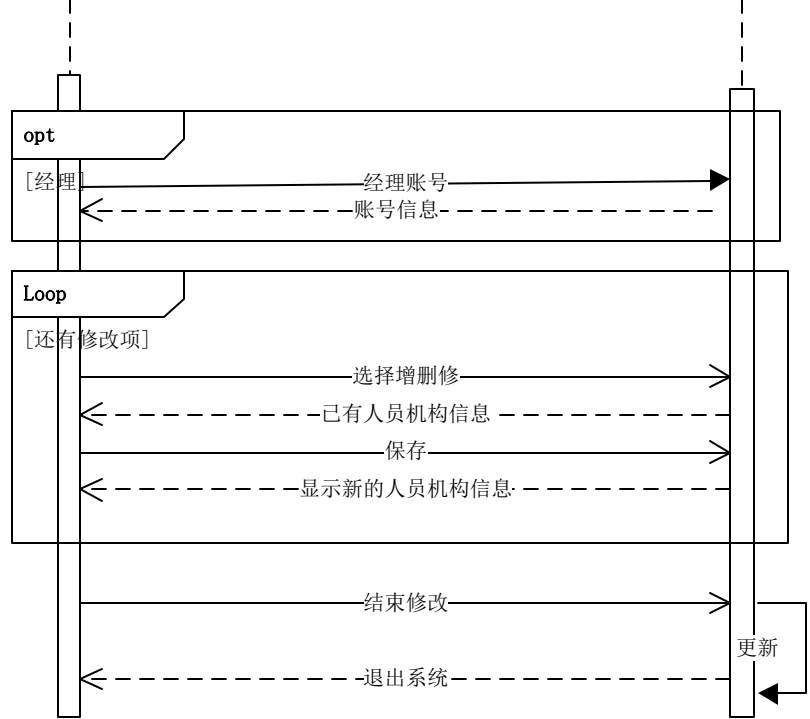 opt
[经理]
经理账号
账号信息
Loop
[还有修改项]
选择增删修
已有人员机构信息
保存
显示新的人员机构信息
结束修改
更新
退出系统